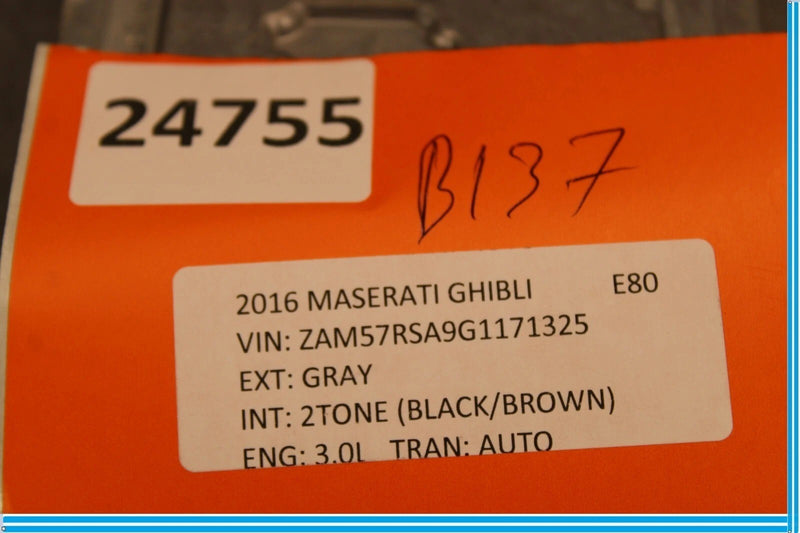 24755
B137
2016 MASERATI GHIBLI E80
VIN: ZAM57RSA9G1171325
EXT: GRAY
INT: 2TONE (BLACK/BROWN)
ENG: 3.0L TRAN: AUTO